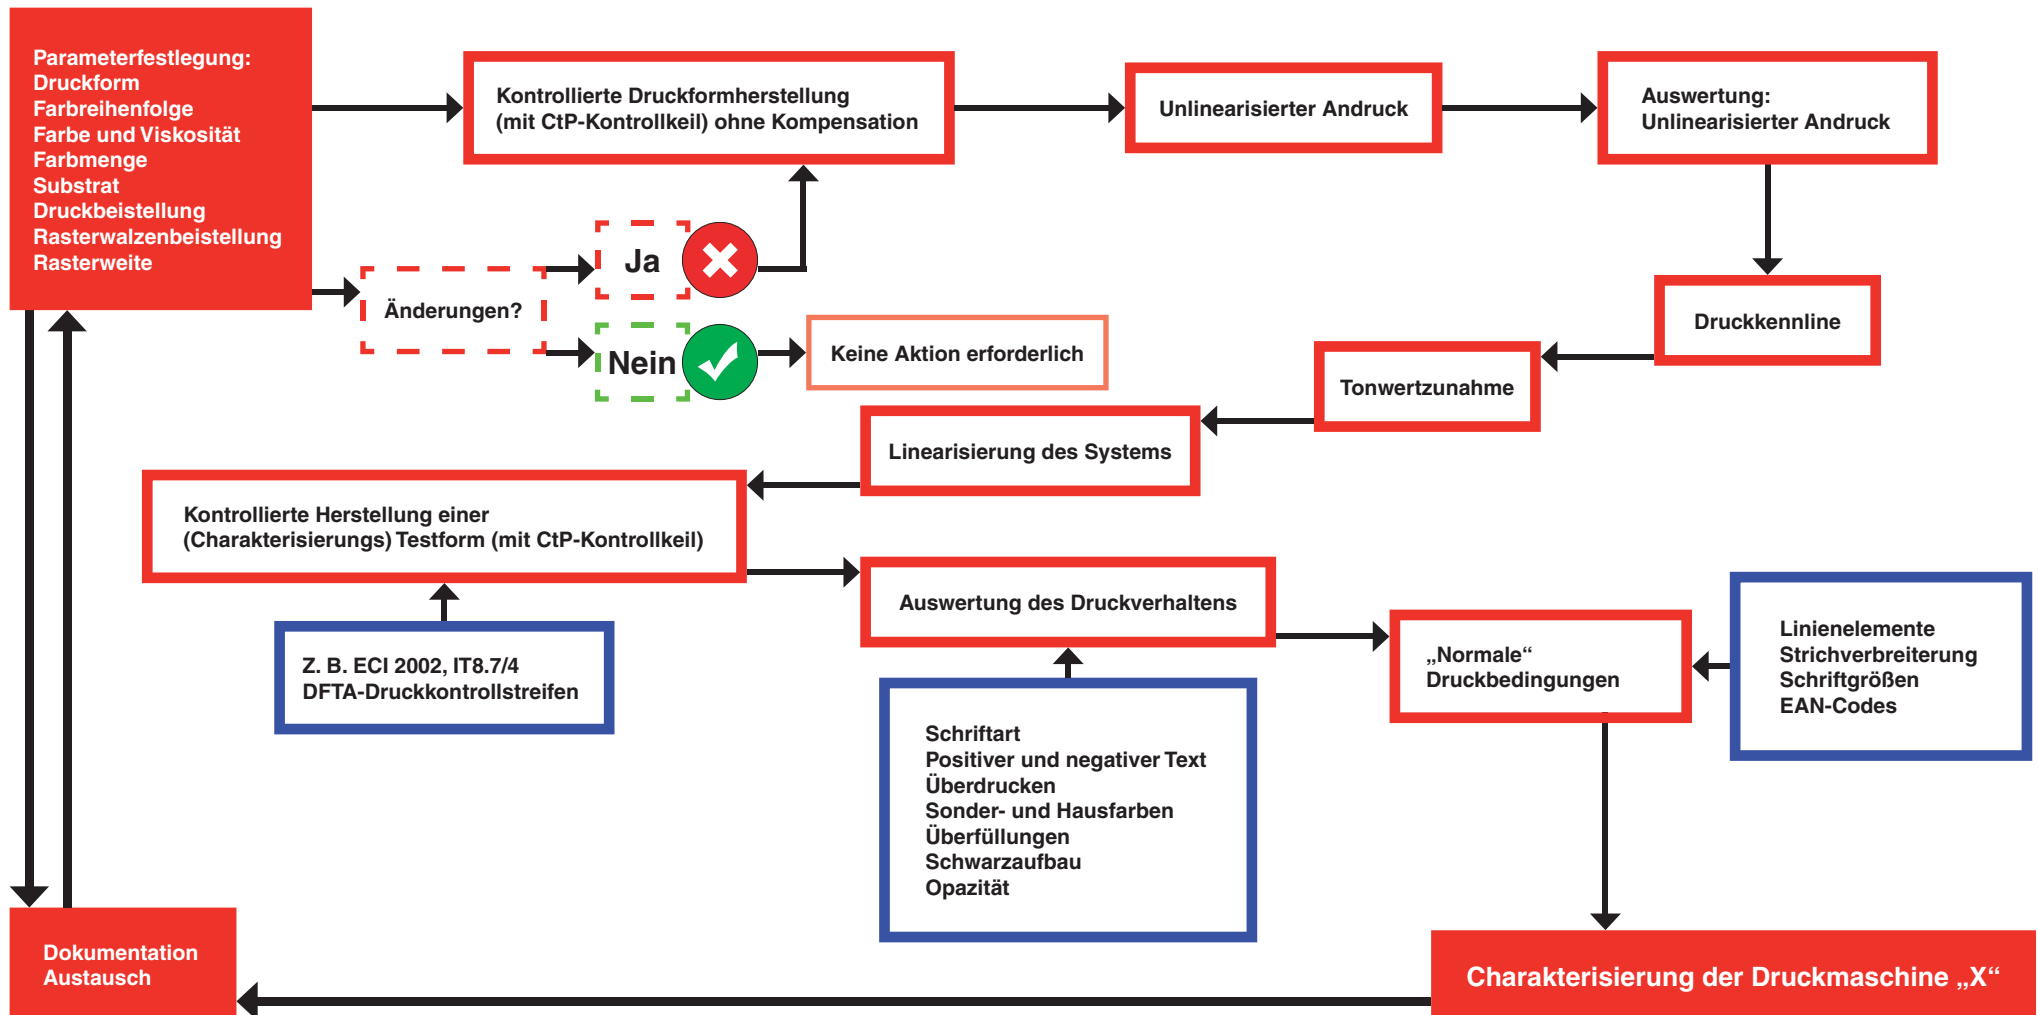 Parameterfestlegung:
Druckform
Farbreihenfolge
Farbe und Viskosität
Farbmenge
Substrat
Druckbeistellung
Rasterwalzenbeistellung
Rasterweite
Kontrollierte Druckformherstellung
(mit CtP-Kontrollkeil) ohne Kompensation
Unlinearisierter Andruck
Auswertung:
Unlinearisierter Andruck
Änderungen?
Ja
Nein
Keine Aktion erforderlich
Druckkennline
Tonwertzunahme
Linearisierung des Systems
Kontrollierte Herstellung einer
(Charakterisierungs) Testform (mit CtP-Kontrollkeil)
Z. B. ECI 2002, IT8.7/4
DFTA-Druckkontrollstreifen
Auswertung des Druckverhaltens
Schriftart
Positiver und negativer Text
Überdrucken
Sonder- und Hausfarben
Überfüllungen
Schwarzaufbau
Opazität
„Normale“
Druckbedingungen
Linienelemente
Strichverbreiterung
Schriftgrößen
EAN-Codes
Charakterisierung der Druckmaschine „X“
Dokumentation
Austausch